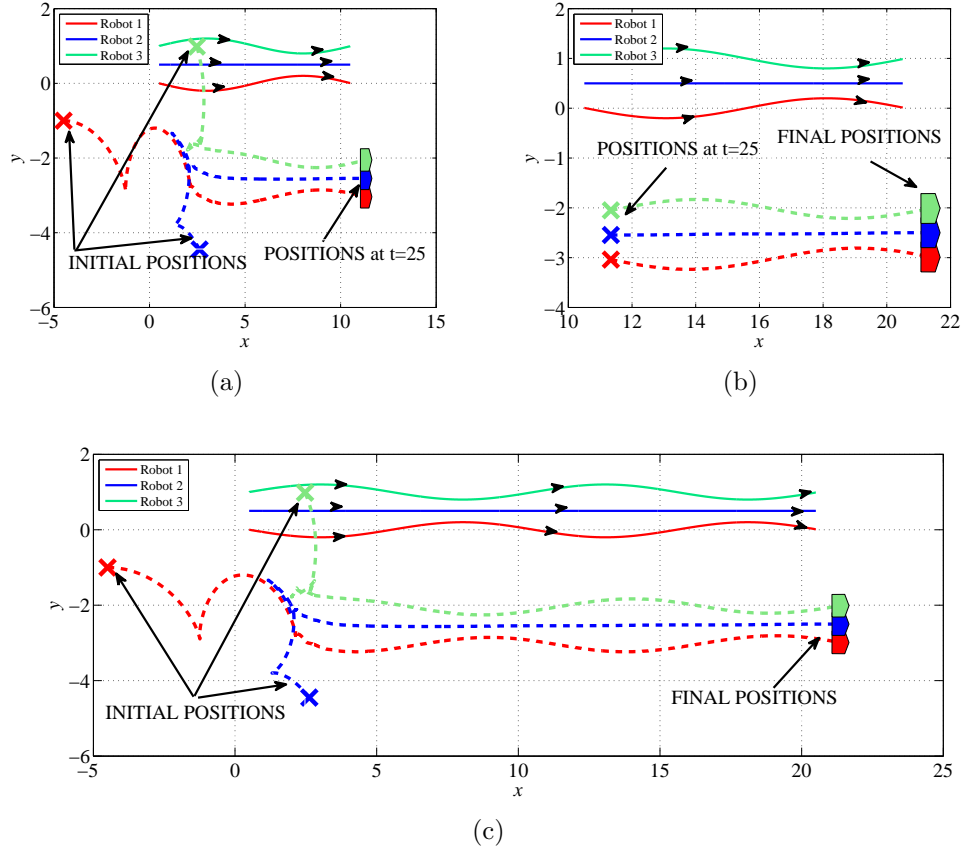 Robot 1
Robot 2
Robot 3
2
0
−2
−4
−6
y
INITIAL POSITIONS
POSITIONS at t=25
−5
0
5
10
15
x
(a)
Robot 1
Robot 2
Robot 3
2
1
0
−1
−2
−3
−4
y
POSITIONS at t=25
FINAL POSITIONS
10
12
14
16
18
20
22
x
(b)
Robot 1
Robot 2
Robot 3
2
0
−2
−4
−6
y
INITIAL POSITIONS
FINAL POSITIONS
−5
0
5
10
15
20
25
x
(c)